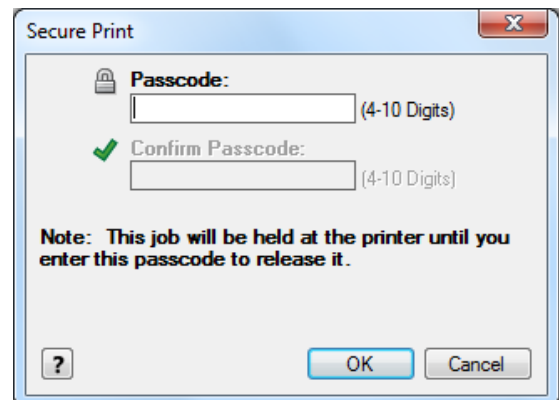 Secure Print
Passcode:
(4-10 Digits)
Confirm Passcode:
(4-10 Digits)
Note: This job will be held at the printer until you
enter this passcode to release it.
? OK Cancel